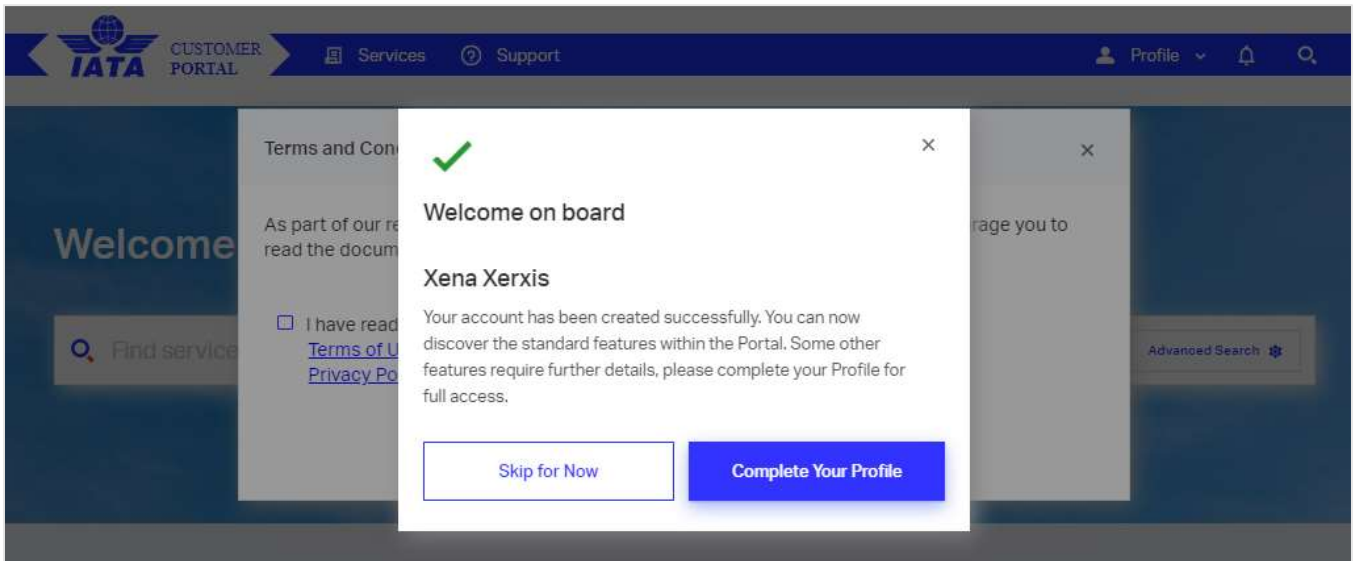 IATA
CUSTOMER
PORTAL
Services
Support
Profile
Terms and Con
Welcome on board
As part of our re
rage you to
read the docum
Welcome
Xena Xerxis
I have read
Terms of U
Privacy Po
Your account has been created successfully. You can now
discover the standard features within the Portal. Some other
features require further details, please complete your Profile for
full access.
Find service
Advanced Search
Skip for Now
Complete Your Profile